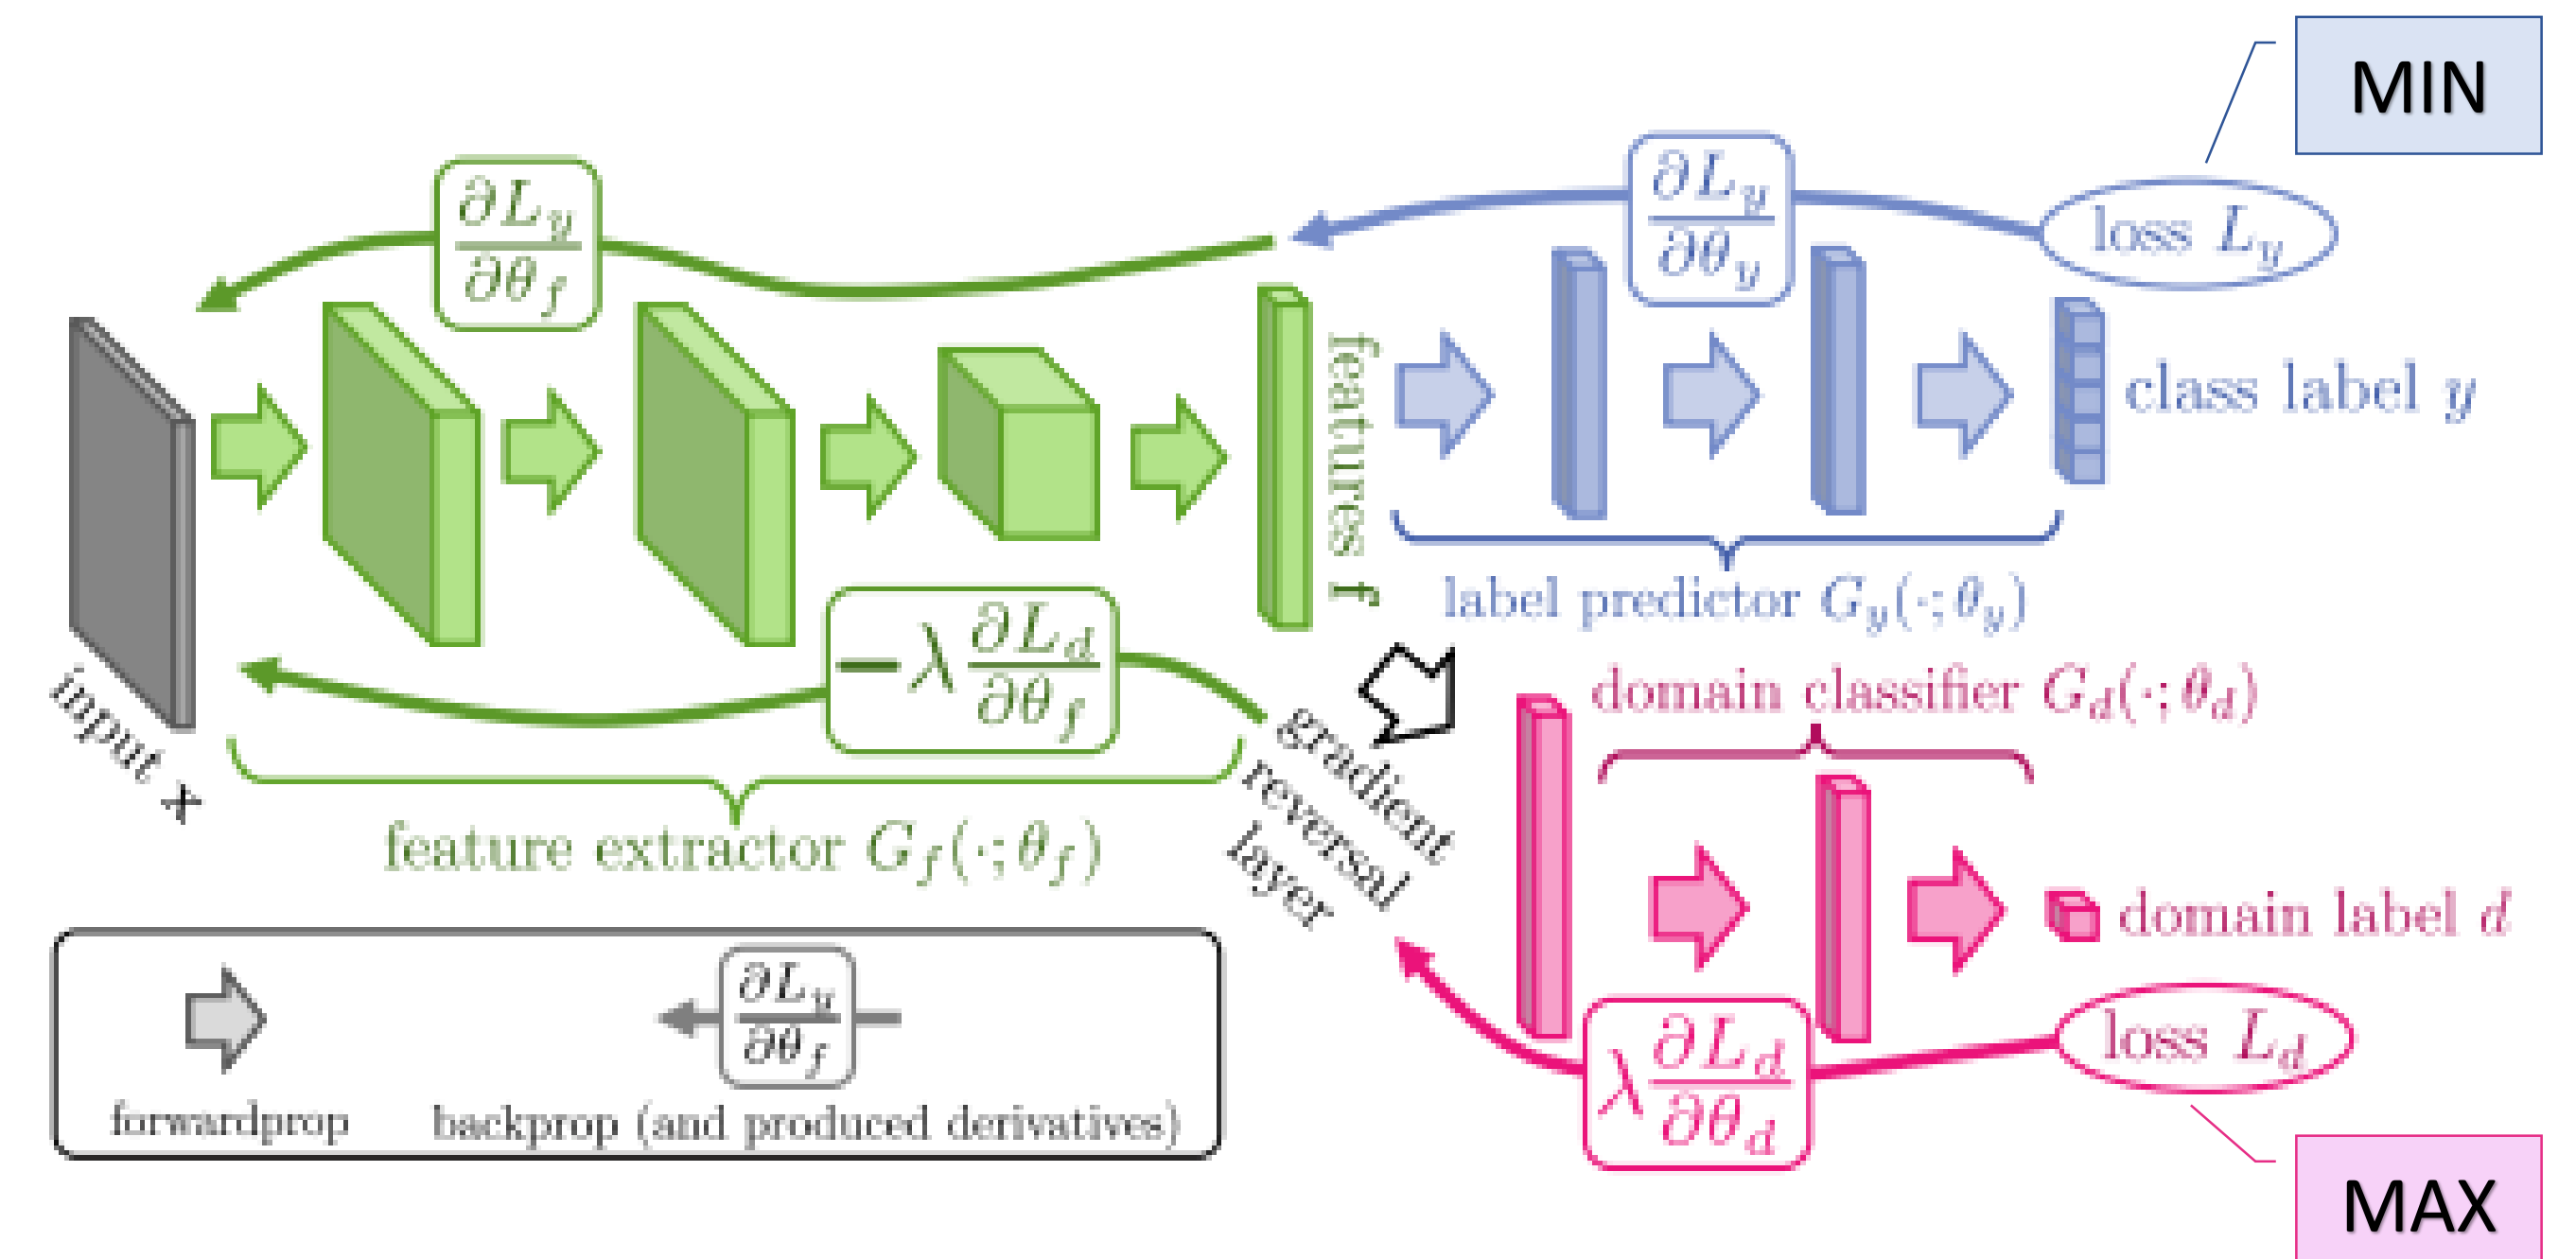 MIN
∂L_y
∂θ_f
∂L_y
∂θ_y
loss L_y
features f
class label y
label predictor G_y(·; θ_y)
−λ ∂L_d
∂θ_f
input x
feature extractor G_f(·; θ_f)
gradient
reversal
layer
domain classifier G_d(·; θ_d)
domain label d
λ ∂L_d
∂θ_d
loss L_d
∂L_y
∂θ_f
forwardprop
backprop (and produced derivatives)
MAX